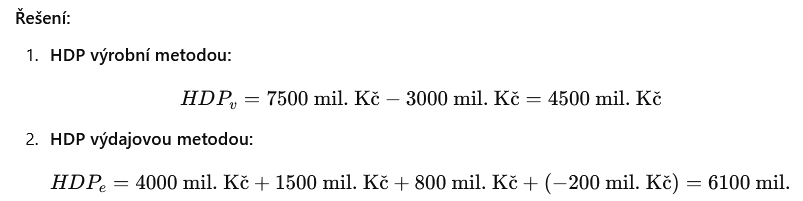 Řešení:
1. HDP výrobní metodou:
HDP_v = 7500 mil. Kč − 3000 mil. Kč = 4500 mil. Kč
2. HDP výdajovou metodou:
HDP_e = 4000 mil. Kč + 1500 mil. Kč + 800 mil. Kč + (−200 mil. Kč) = 6100 mil.